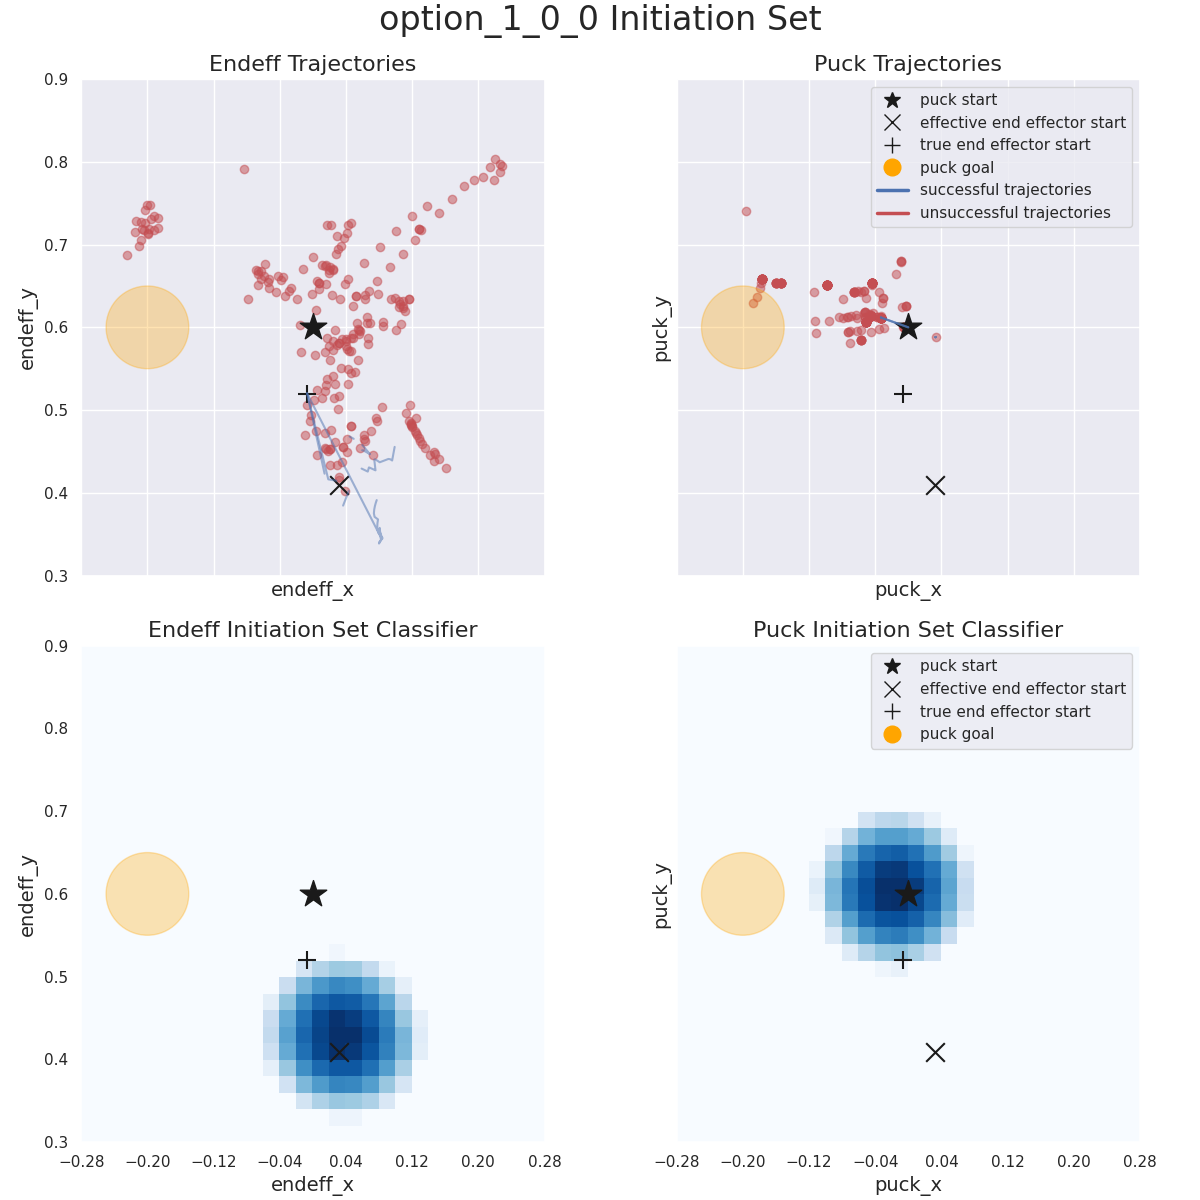 option_1_0_0 Initiation Set
Endeff Trajectories
0.9
0.8
0.7
0.6
0.5
0.4
0.3
endeff_y
endeff_x
Puck Trajectories
puck start
effective end effector start
true end effector start
puck goal
successful trajectories
unsuccessful trajectories
puck_y
puck_x
Endeff Initiation Set Classifier
0.9
0.8
0.7
0.6
0.5
0.4
0.3
endeff_y
−0.28 −0.20 −0.12 −0.04 0.04 0.12 0.20 0.28
endeff_x
Puck Initiation Set Classifier
puck start
effective end effector start
true end effector start
puck goal
puck_y
−0.28 −0.20 −0.12 −0.04 0.04 0.12 0.20 0.28
puck_x